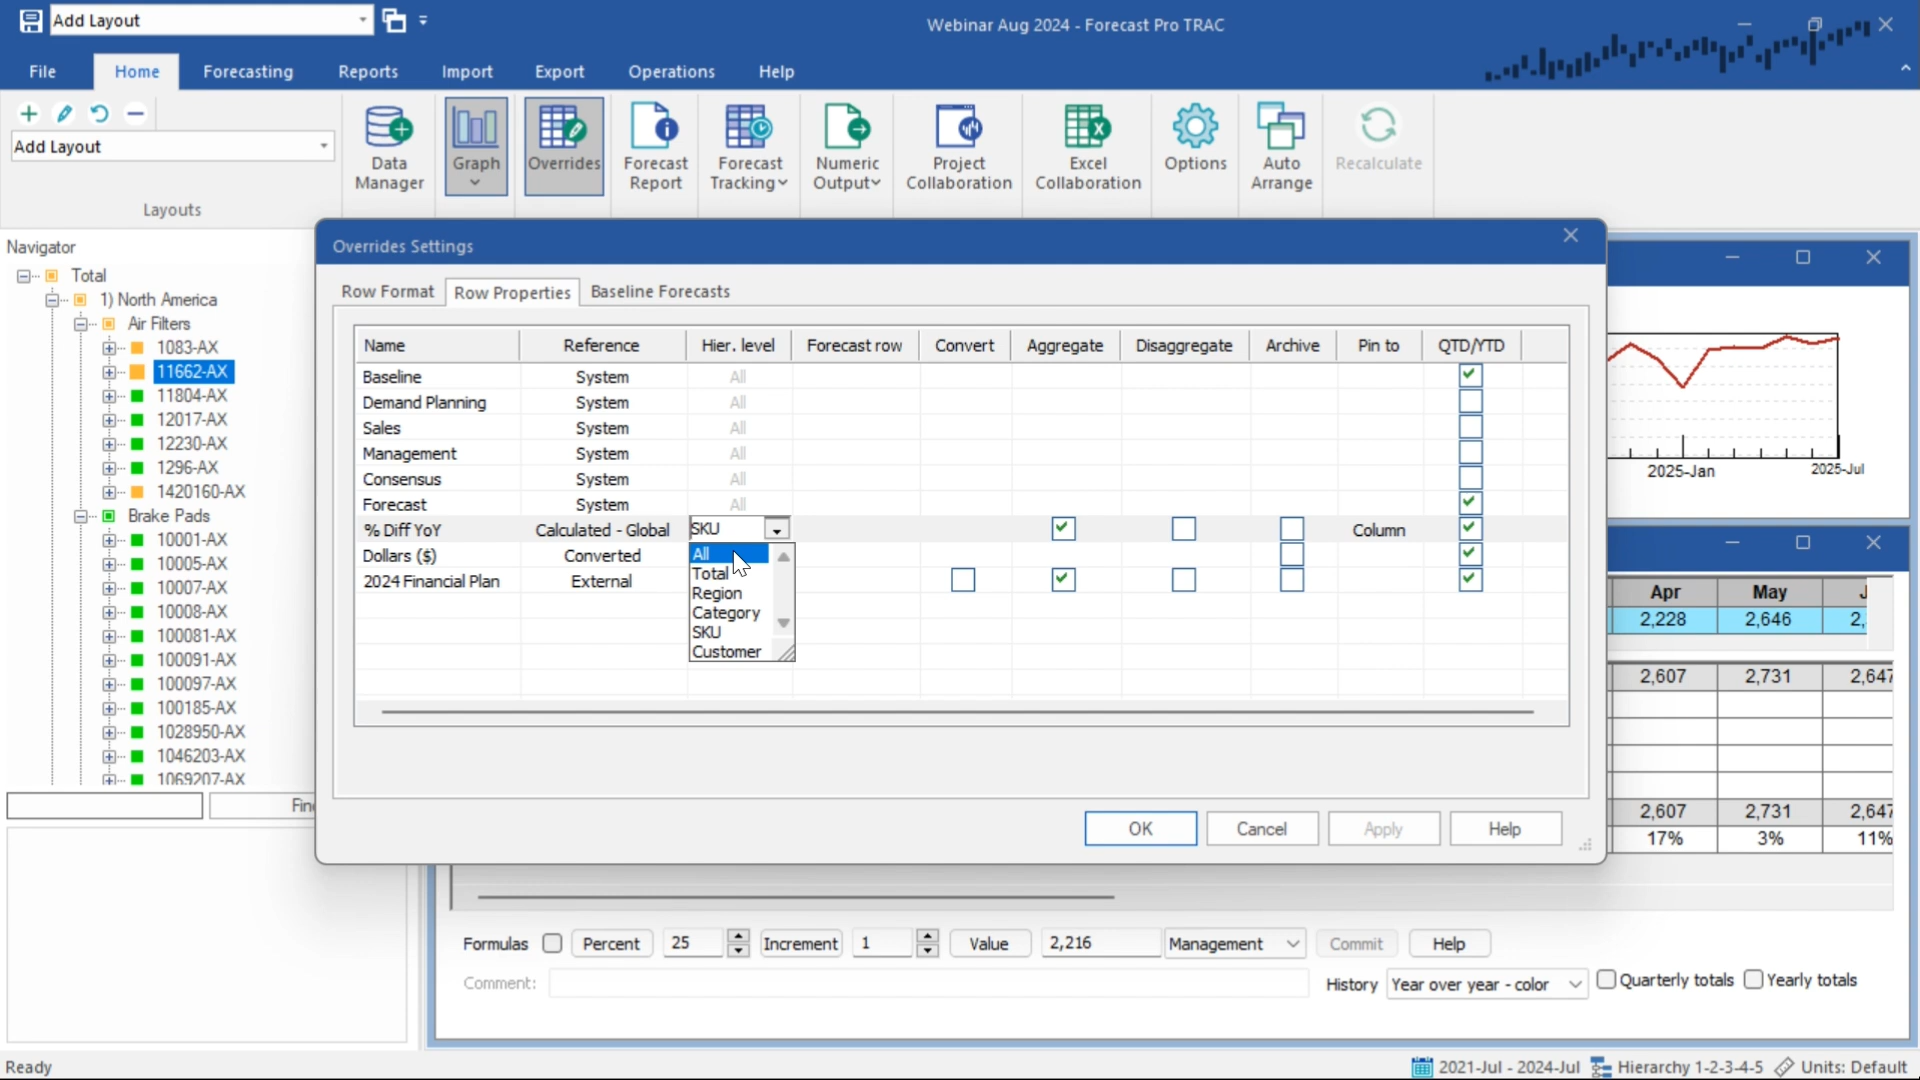 Add Layout
Webinar Aug 2024 - Forecast Pro TRAC
File Home Forecasting Reports Import Export Operations Help
Add Layout
Layouts
Data Manager
Graph
Overrides
Forecast Report
Forecast Tracking
Numeric Output
Project Collaboration
Excel Collaboration
Options
Auto Arrange
Recalculate
Navigator
Total
1) North America
Air Filters
1083-AX
11662-AX
11804-AX
12017-AX
12230-AX
1296-AX
1420160-AX
Brake Pads
10001-AX
10005-AX
10007-AX
10008-AX
100081-AX
100091-AX
100097-AX
100185-AX
1028950-AX
1046203-AX
1069207-AX
Overrides Settings
Row Format Row Properties Baseline Forecasts
Name Reference Hier. level Forecast row Convert Aggregate Disaggregate Archive Pin to QTD/YTD
Baseline System All
Demand Planning System All
Sales System All
Management System All
Consensus System All
Forecast System All
% Diff YoY Calculated - Global SKU Column
Dollars ($) Converted
2024 Financial Plan External
All
Total
Region
Category
SKU
Customer
OK Cancel Apply Help
2025-Jan 2025-Jul
Apr May
2,228 2,646
2,607 2,731 2,647
2,607 2,731 2,647
17% 3% 11%
Formulas Percent 25 Increment 1 Value 2,216 Management Commit Help
Comment: History Year over year - color Quarterly totals Yearly totals
Ready 2021-Jul - 2024-Jul Hierarchy 1-2-3-4-5 Units: Default